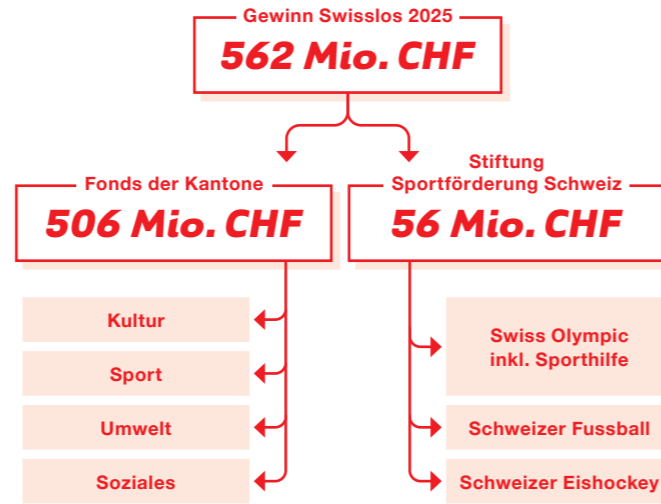 Gewinn Swisslos 2025
562 Mio. CHF
Fonds der Kantone
506 Mio. CHF
Stiftung
Sportförderung Schweiz
56 Mio. CHF
Kultur
Sport
Umwelt
Soziales
Swiss Olympic
inkl. Sporthilfe
Schweizer Fussball
Schweizer Eishockey